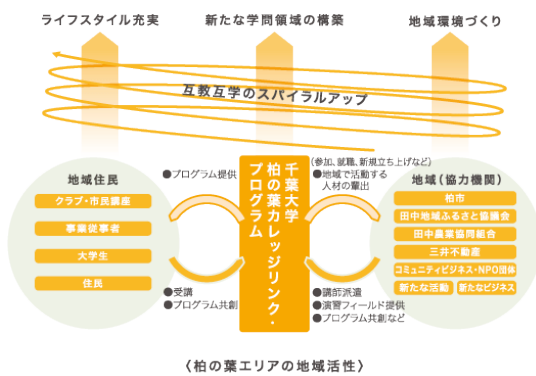 ライフスタイル充実
新たな学問領域の構築
地域環境づくり
互教互学のスパイラルアップ
地域住民
クラブ・市民講座
事業従事者
大学生
住民
●プログラム提供
●受講
●プログラム共創
千葉大学
柏の葉カレッジリンク・
プログラム
(参加、就職、新規立ち上げなど)
●地域で活動する
人材の輩出
●講師派遣
●演習フィールド提供
●プログラム共創など
地域(協力機関)
柏市
田中地域ふるさと協議会
田中農業協同組合
三井不動産
コミュニティビジネス・NPO団体
新たな活動
新たなビジネス
〈柏の葉エリアの地域活性〉